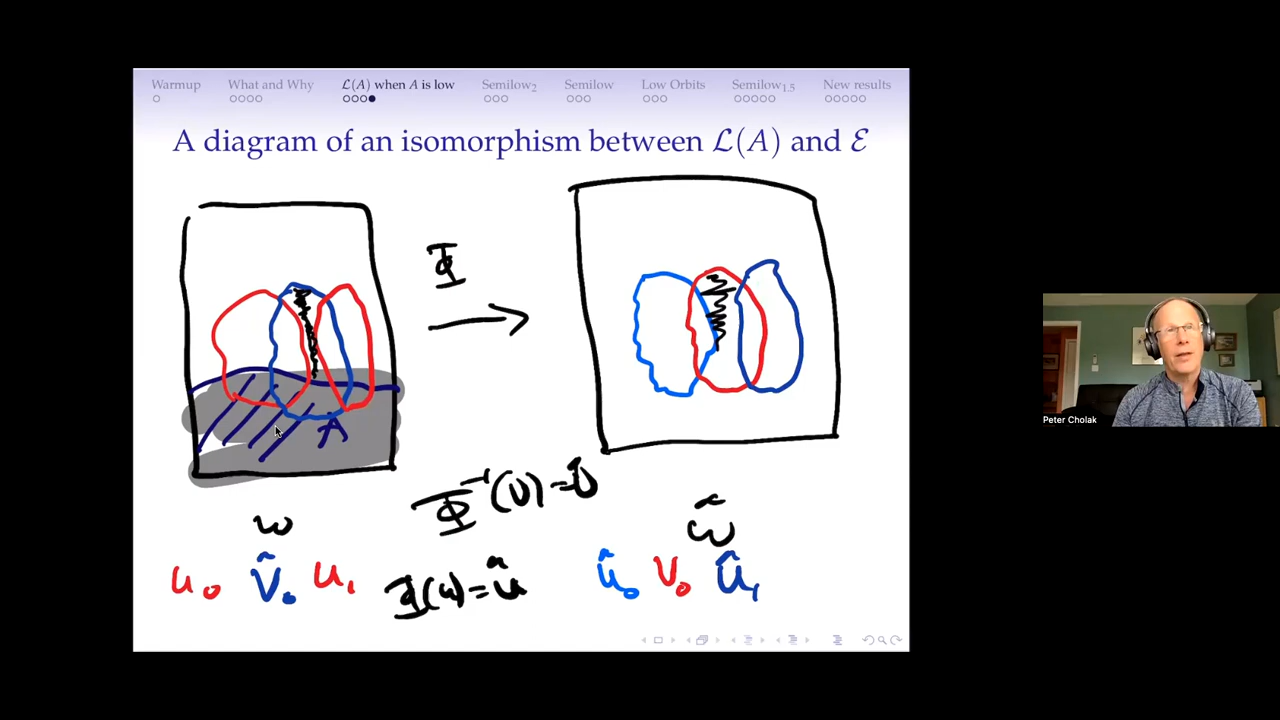 Warmup What and Why L(A) when A is low Semilow₂ Semilow Low Orbits Semilow₁.₅ New results
A diagram of an isomorphism between L(A) and ℰ
Φ
A
Φ⁻¹(V) = Û
ω ω̂
U₀ V̂₀ U₁ Φ(U) = Û Û₀ V₀ Û₁
Peter Cholak